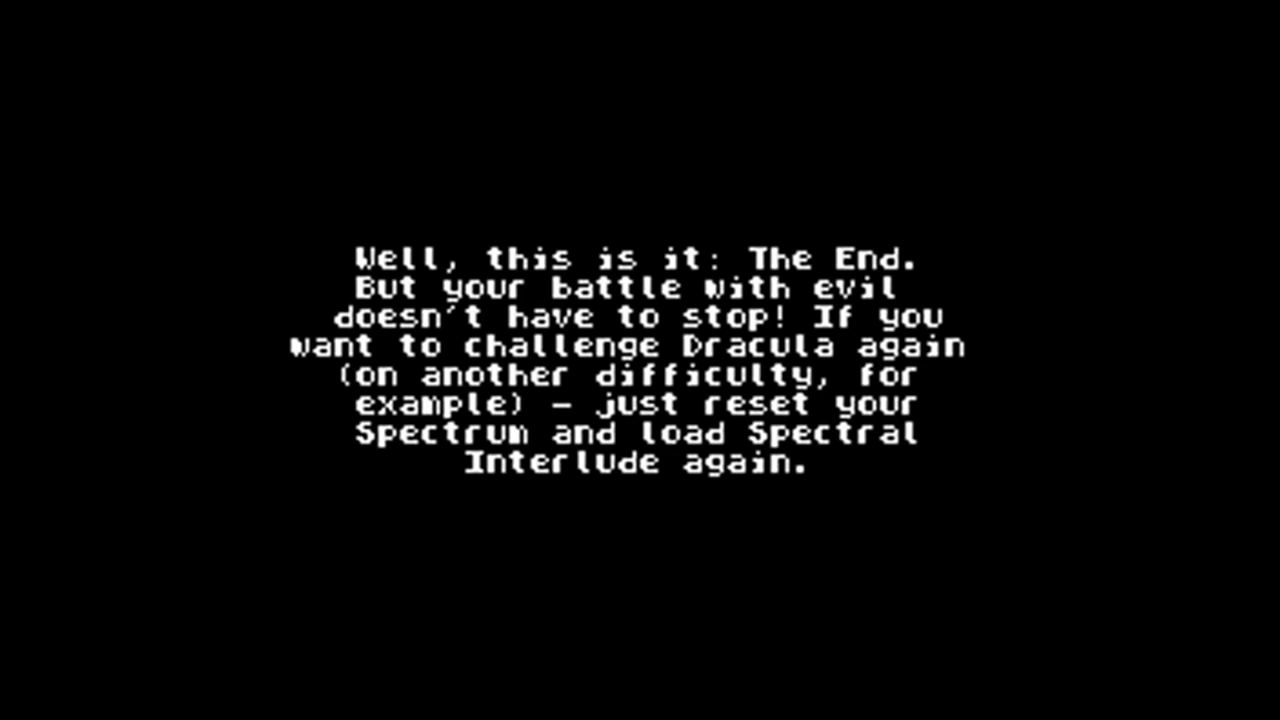 Well, this is it: The End.
But your battle with evil
doesn't have to stop! If you
want to challenge Dracula again
(on another difficulty, for
example) - just reset your
Spectrum and load Spectral
Interlude again.